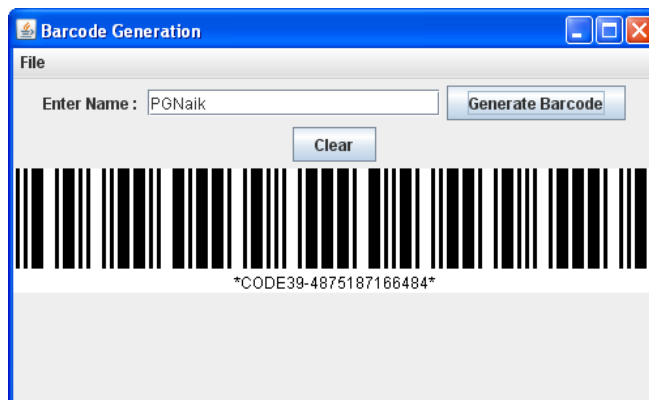 Barcode Generation
File
Enter Name : PGNaik Generate Barcode
Clear
*CODE39-4875187166484*